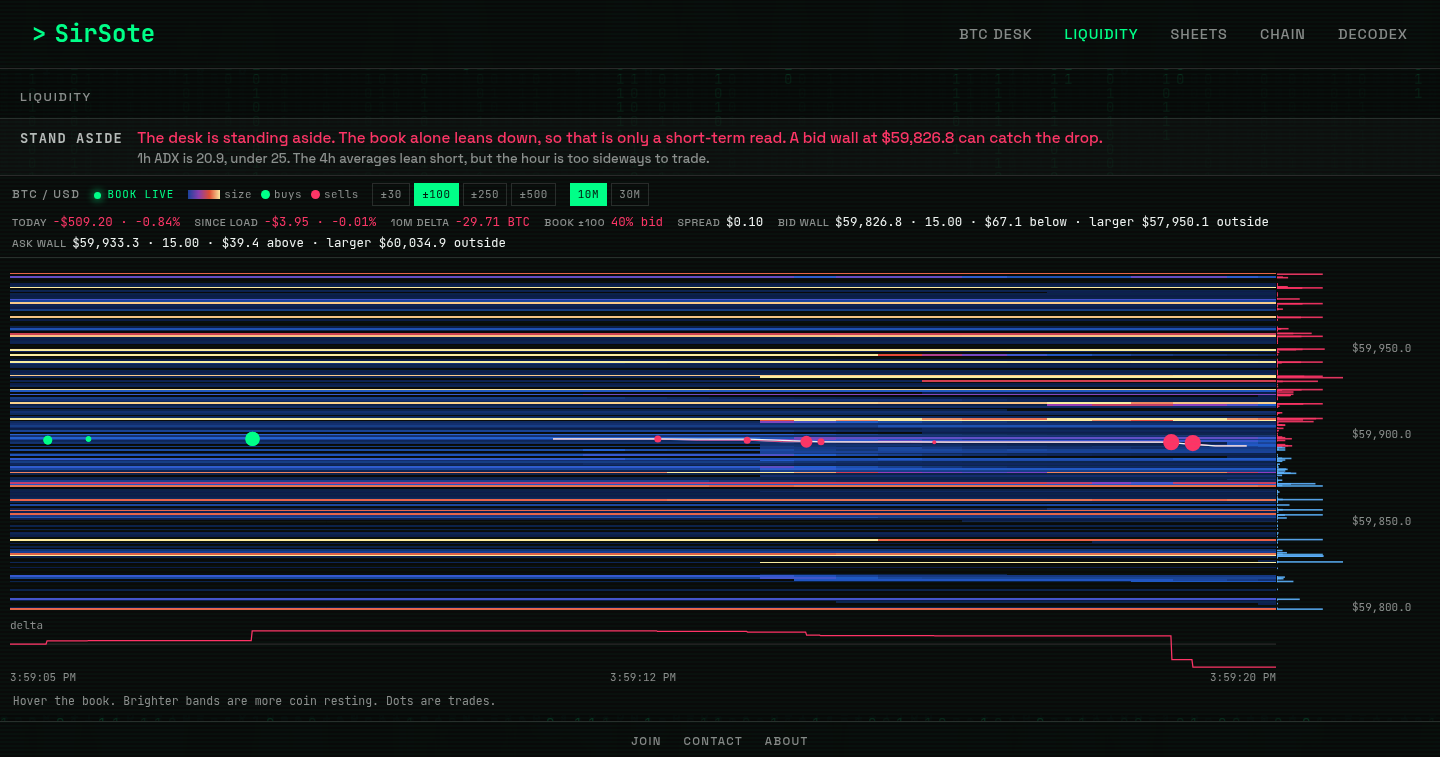 > SirSote
BTC DESK LIQUIDITY SHEETS CHAIN DECODEX
LIQUIDITY
STAND ASIDE The desk is standing aside. The book alone leans down, so that is only a short-term read. A bid wall at $59,826.8 can catch the drop.
1h ADX is 20.9, under 25. The 4h averages lean short, but the hour is too sideways to trade.
BTC / USD BOOK LIVE size buys sells ±30 ±100 ±250 ±500 10M 30M
TODAY -$509.20 · -0.84% SINCE LOAD -$3.95 · -0.01% 10M DELTA -29.71 BTC BOOK ±100 40% bid SPREAD $0.10 BID WALL $59,826.8 · 15.00 · $67.1 below · larger $57,950.1 outside
ASK WALL $59,933.3 · 15.00 · $39.4 above · larger $60,034.9 outside
$59,950.0
$59,900.0
$59,850.0
$59,800.0
delta
3:59:05 PM 3:59:12 PM 3:59:20 PM
Hover the book. Brighter bands are more coin resting. Dots are trades.
JOIN CONTACT ABOUT